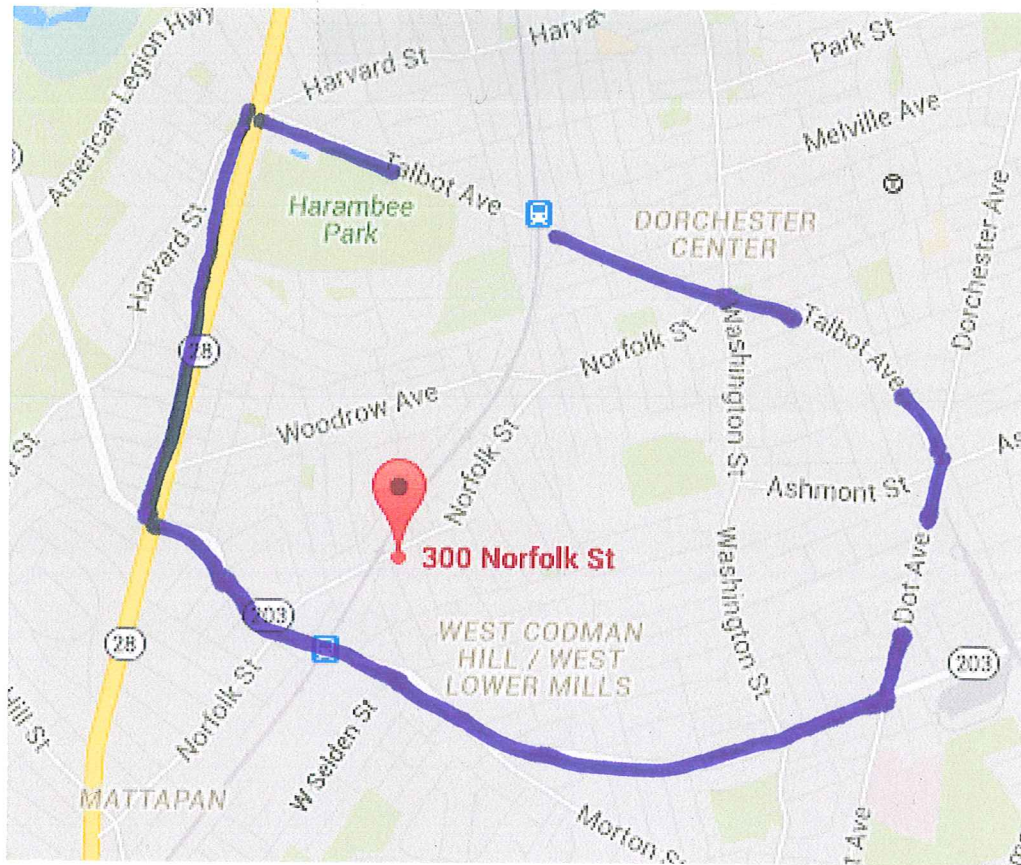 American Legion Hwy
Harvard St
Park St
Melville Ave
Talbot Ave
Harambee
Park
DORCHESTER
CENTER
Dorchester Ave
Harvard St
28
Norfolk St
Washington St
Talbot Ave
Woodrow Ave
Norfolk St
Ashmont St
300 Norfolk St
Washington St
Dot Ave
203
28
WEST CODMAN
HILL / WEST
LOWER MILLS
203
Hill St
Norfolk St
W Selden St
MATTAPAN
Morton St